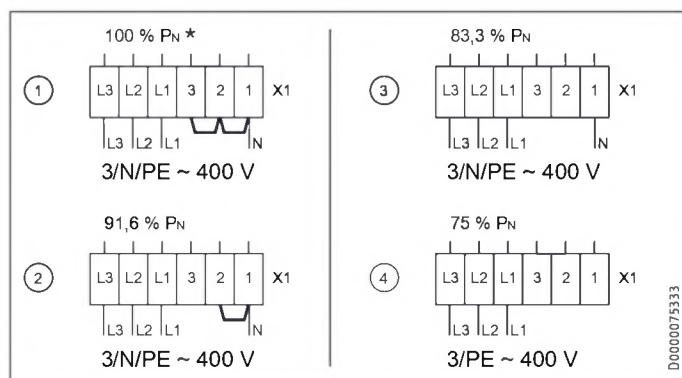 100 % PN *
1
L3 L2 L1 3 2 1 X1
L3 L2 L1 N
3/N/PE ~ 400 V
91,6 % PN
2
L3 L2 L1 3 2 1 X1
L3 L2 L1 N
3/N/PE ~ 400 V
83,3 % PN
3
L3 L2 L1 3 2 1 X1
L3 L2 L1 N
3/N/PE ~ 400 V
75 % PN
4
L3 L2 L1 3 2 1 X1
L3 L2 L1
3/PE ~ 400 V
D0000075333